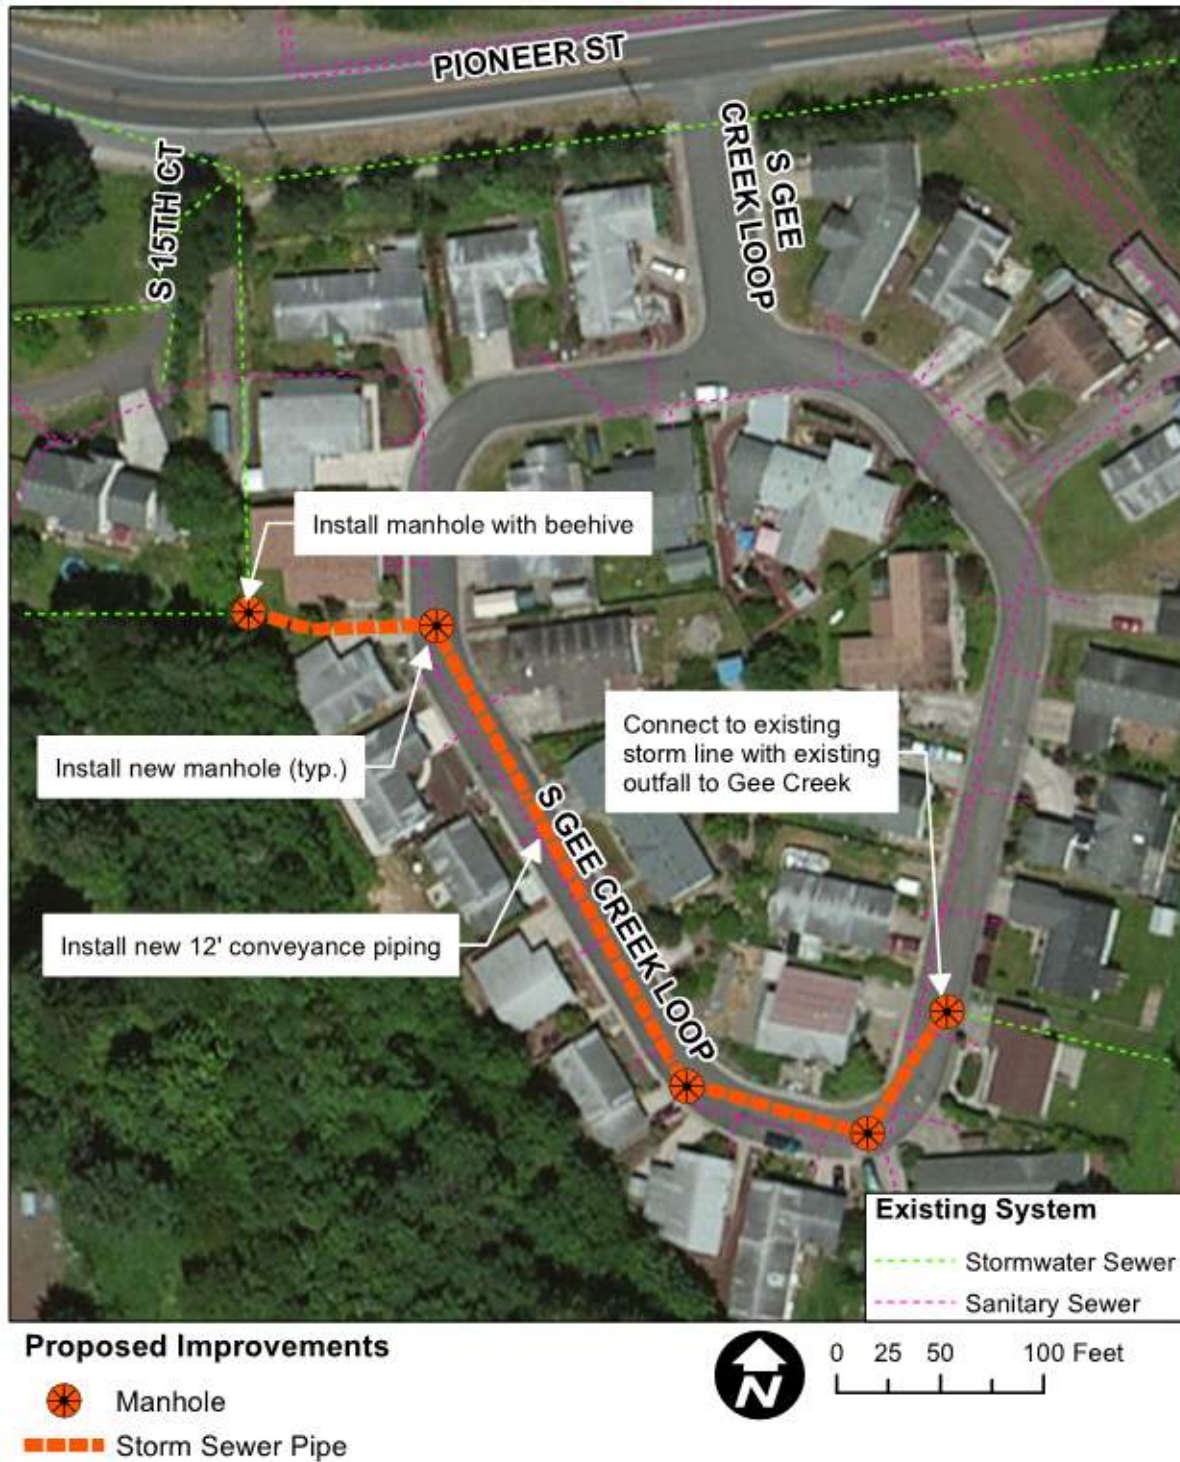 PIONEER ST
S GEE
CREEK LOOP
S 15TH CT
Install manhole with beehive
Connect to existing
storm line with existing
outfall to Gee Creek
Install new manhole (typ.)
S GEE CREEK LOOP
Install new 12' conveyance piping
Existing System
Stormwater Sewer
Sanitary Sewer
Proposed Improvements
Manhole
Storm Sewer Pipe
N
0 25 50 100 Feet